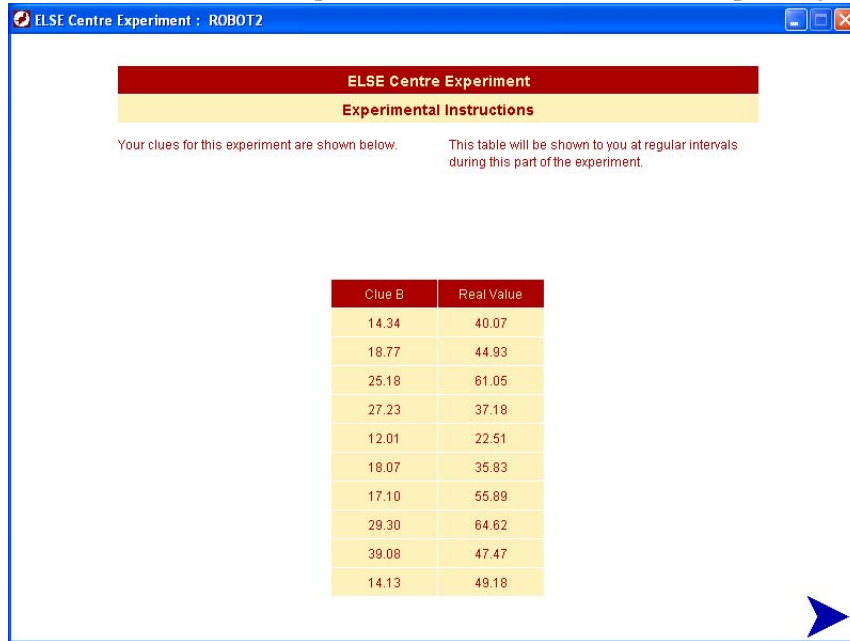 ELSE Centre Experiment : ROBOT2
ELSE Centre Experiment
Experimental Instructions
Your clues for this experiment are shown below.
This table will be shown to you at regular intervals
during this part of the experiment.
Clue B Real Value
14.34 40.07
18.77 44.93
25.18 61.05
27.23 37.18
12.01 22.51
18.07 35.83
17.10 55.89
29.30 64.62
39.08 47.47
14.13 49.18